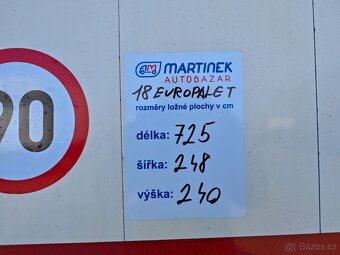 90
MARTINEK
AUTOBAZAR
18 EUROPALET
rozměry ložné plochy v cm
délka: 725
šířka: 248
výška: 240
Bazos.cz